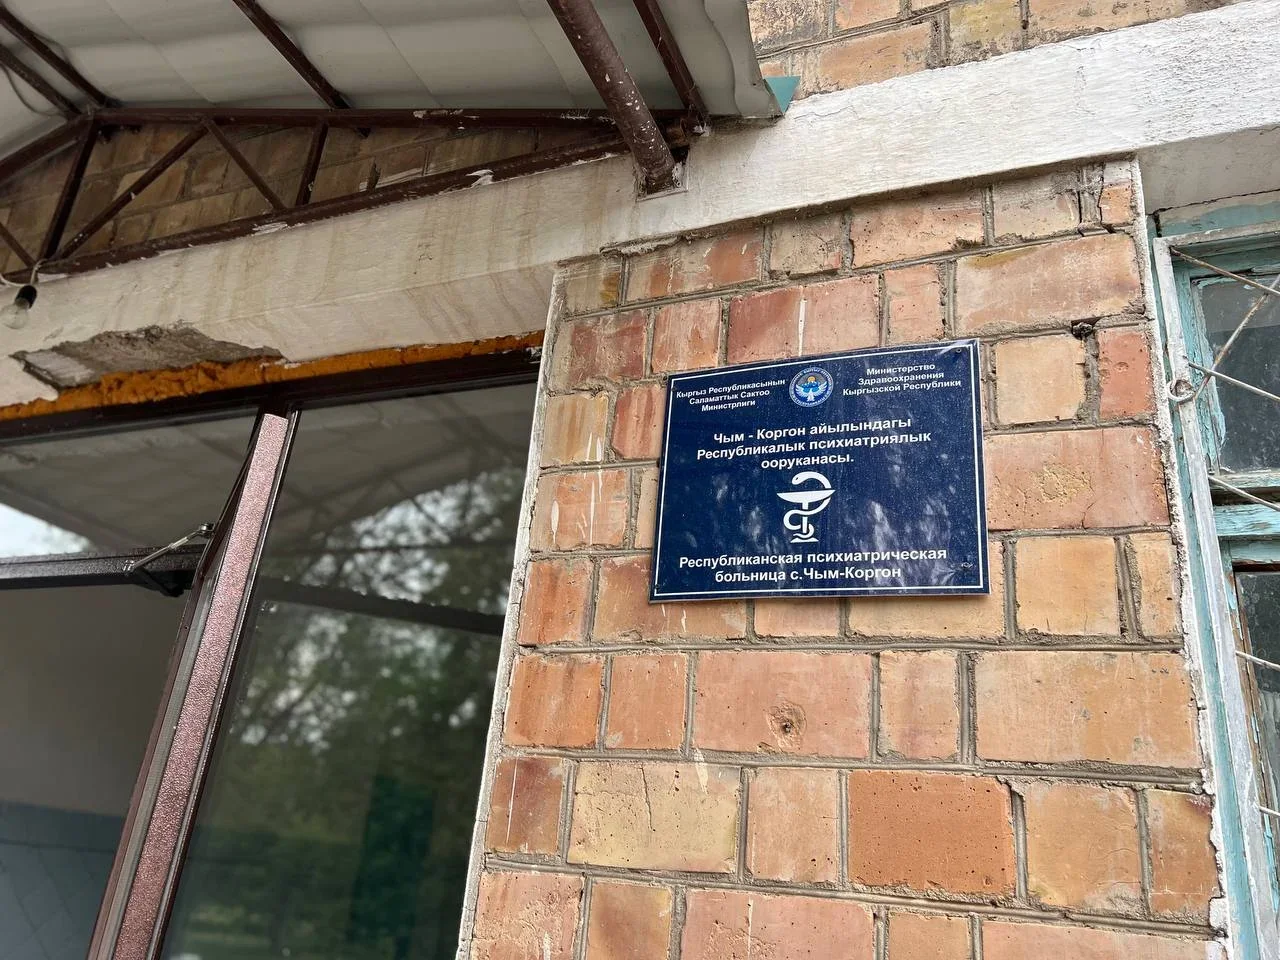 Кыргыз Республикасынын
Саламаттык Сактоо
Министрлиги
Министерство
Здравоохранения
Кыргызской Республики
Чым - Коргон айылындагы
Республикалык психиатриялык
ооруканасы.
Республиканская психиатрическая
больница с.Чым-Коргон